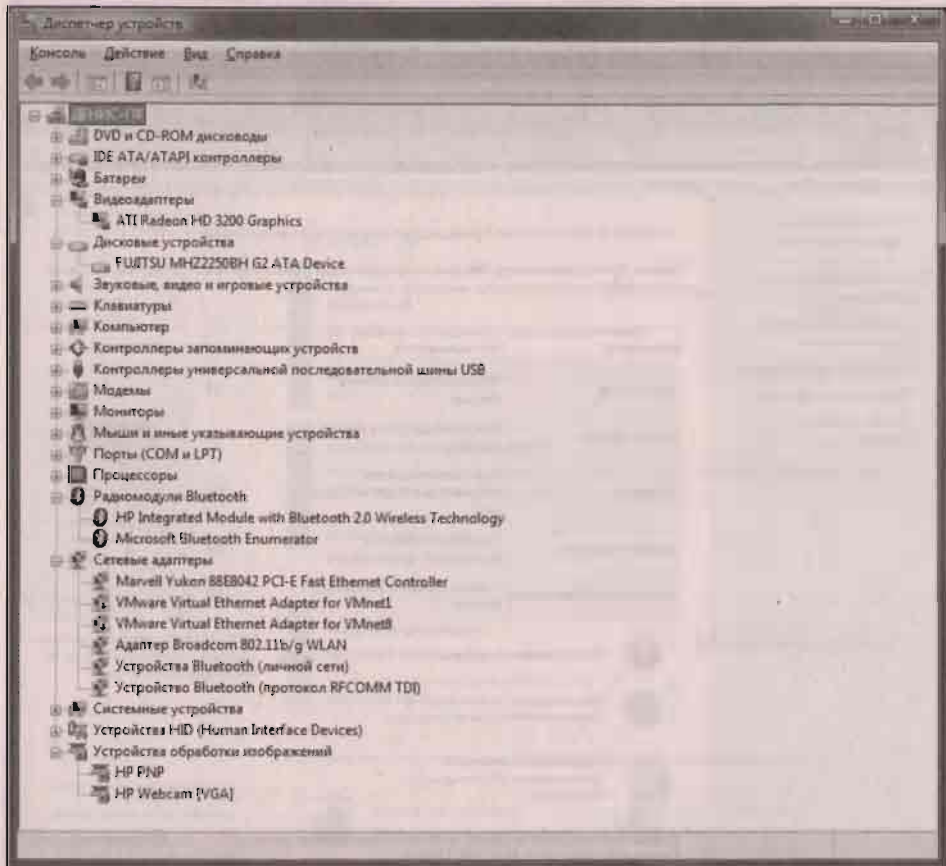 Диспетчер устройств
Консоль Действие Вид Справка
DVD и CD-ROM дисководы
IDE ATA/ATAPI контроллеры
Батареи
Видеоадаптеры
ATI Radeon HD 3200 Graphics
Дисковые устройства
FUJITSU MHZ2250BH G2 ATA Device
Звуковые, видео и игровые устройства
Клавиатуры
Компьютер
Контроллеры запоминающих устройств
Контроллеры универсальной последовательной шины USB
Модемы
Мониторы
Мыши и иные указывающие устройства
Порты (COM и LPT)
Процессоры
Радиомодули Bluetooth
HP Integrated Module with Bluetooth 2.0 Wireless Technology
Microsoft Bluetooth Enumerator
Сетевые адаптеры
Marvell Yukon 88E8042 PCI-E Fast Ethernet Controller
VMware Virtual Ethernet Adapter for VMnet1
VMware Virtual Ethernet Adapter for VMnet8
Адаптер Broadcom 802.11b/g WLAN
Устройства Bluetooth (личной сети)
Устройство Bluetooth (протокол RFCOMM TDI)
Системные устройства
Устройства HID (Human Interface Devices)
Устройства обработки изображений
HP PNP
HP Webcam [VGA]